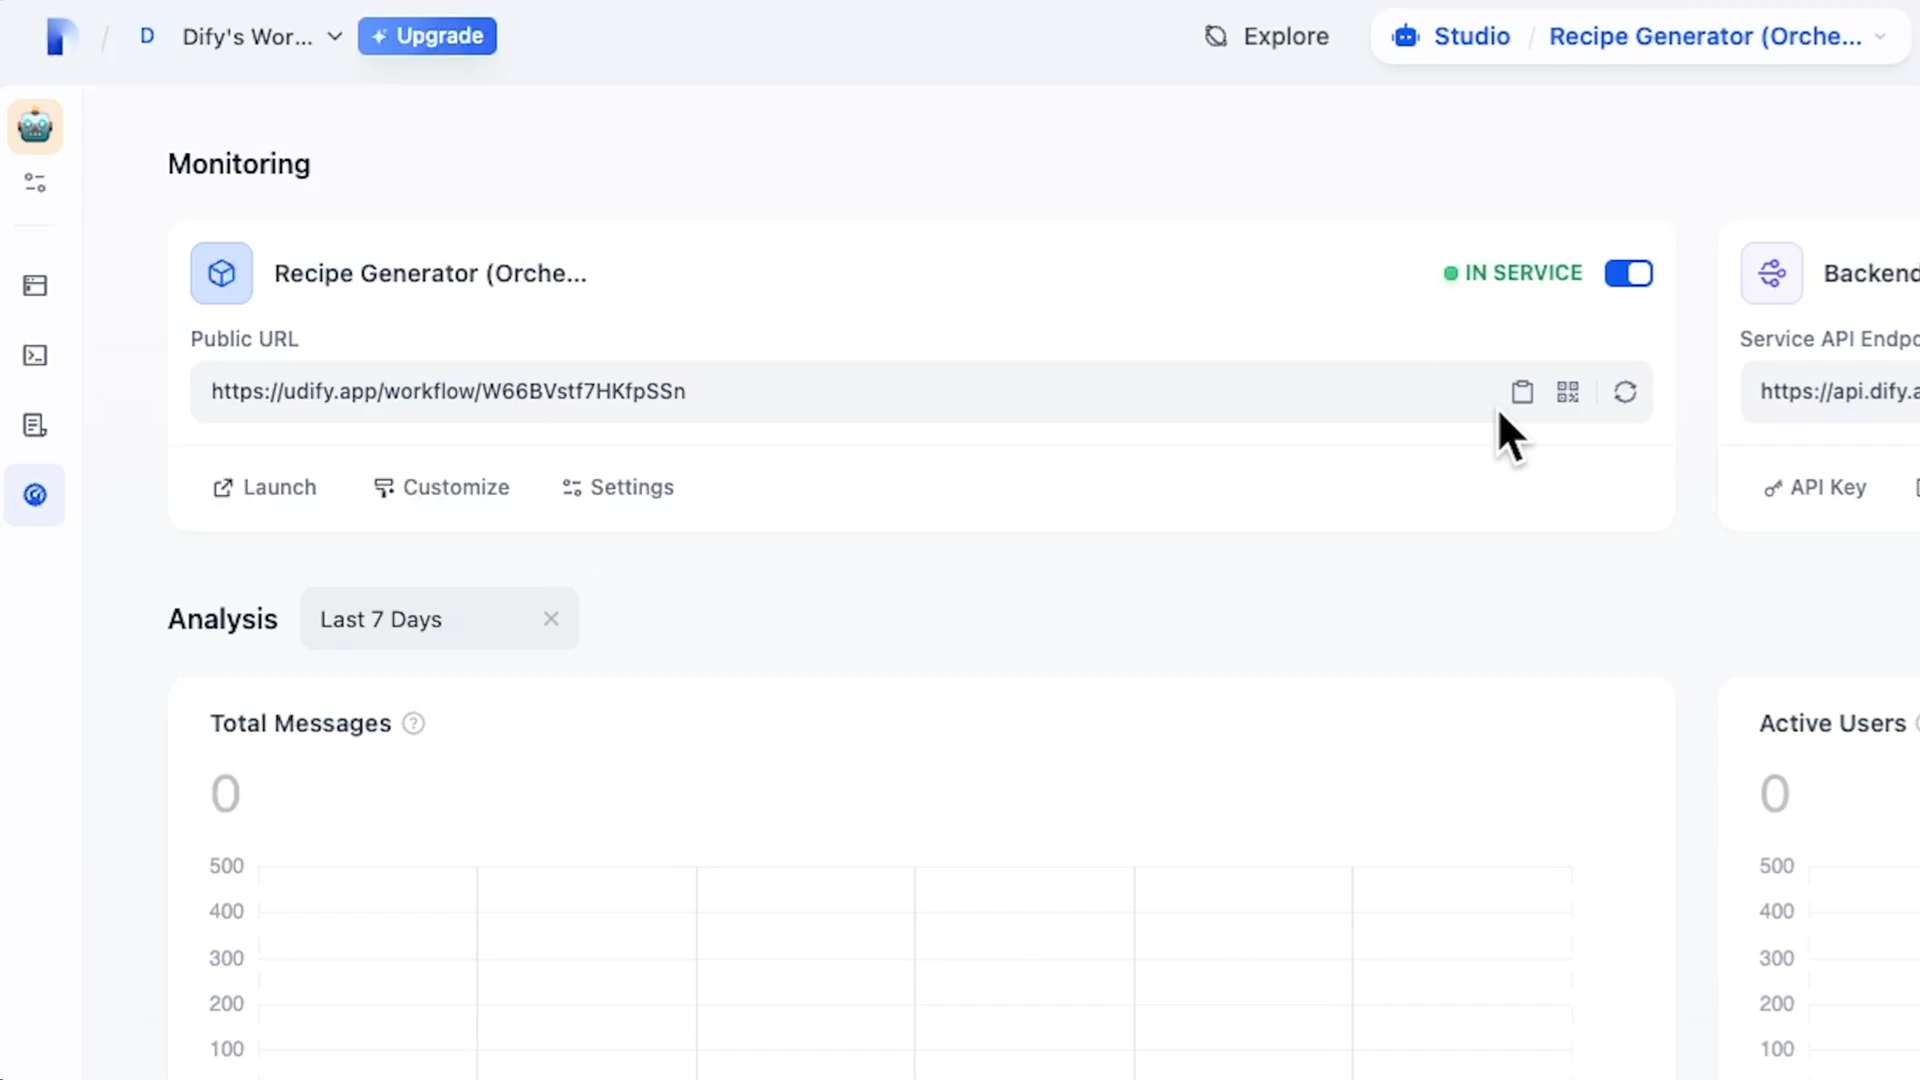 D Dify's Wor... Upgrade Explore Studio / Recipe Generator (Orche...
Monitoring
Recipe Generator (Orche...
IN SERVICE
Public URL
https://udify.app/workflow/W66BVstf7HKfpSSn
Launch Customize Settings
Backend
Service API Endpo
https://api.dify.a
API Key
Analysis Last 7 Days
Total Messages
0
500
400
300
200
100
Active Users
0
500
400
300
200
100